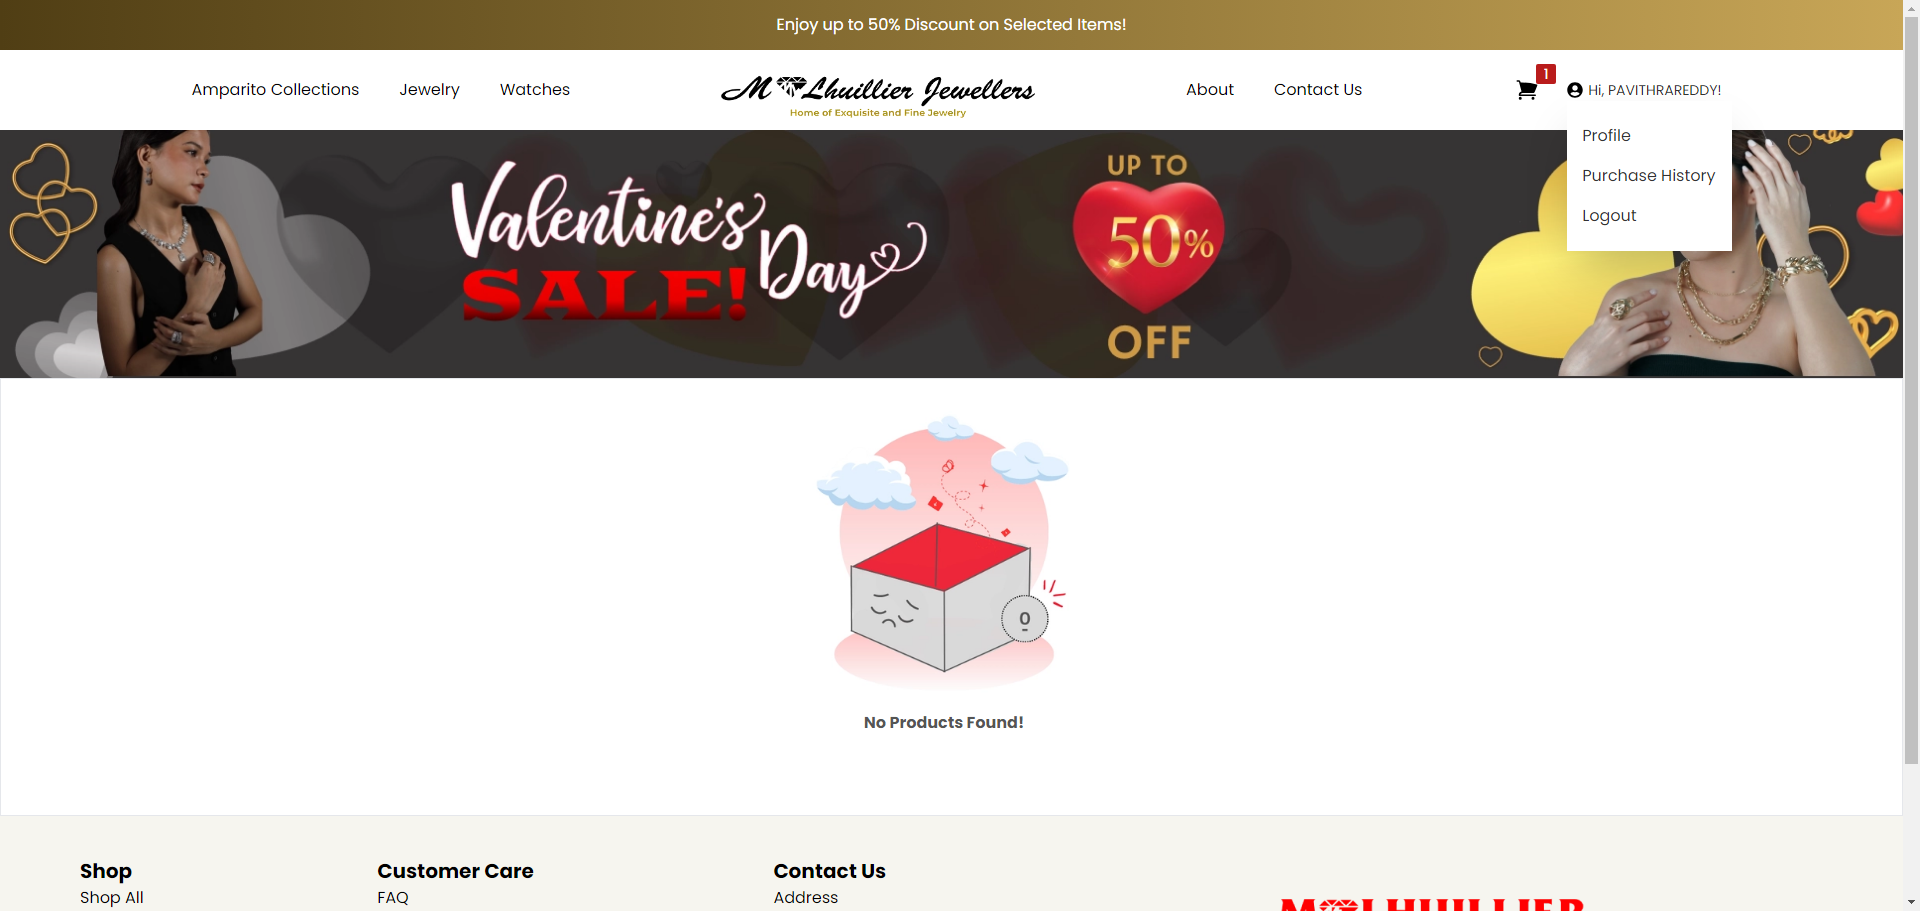 Enjoy up to 50% Discount on Selected Items!
Amparito Collections
Jewelry
Watches
M Lhuillier Jewellers
Home of Exquisite and Fine Jewelry
About
Contact Us
1
Hi, PAVITHRAREDDY!
Profile
Purchase History
Logout
Valentine's
Day
SALE!
UP TO
50%
OFF
0
No Products Found!
Shop
Shop All
Customer Care
FAQ
Contact Us
Address
M LHUILLIER